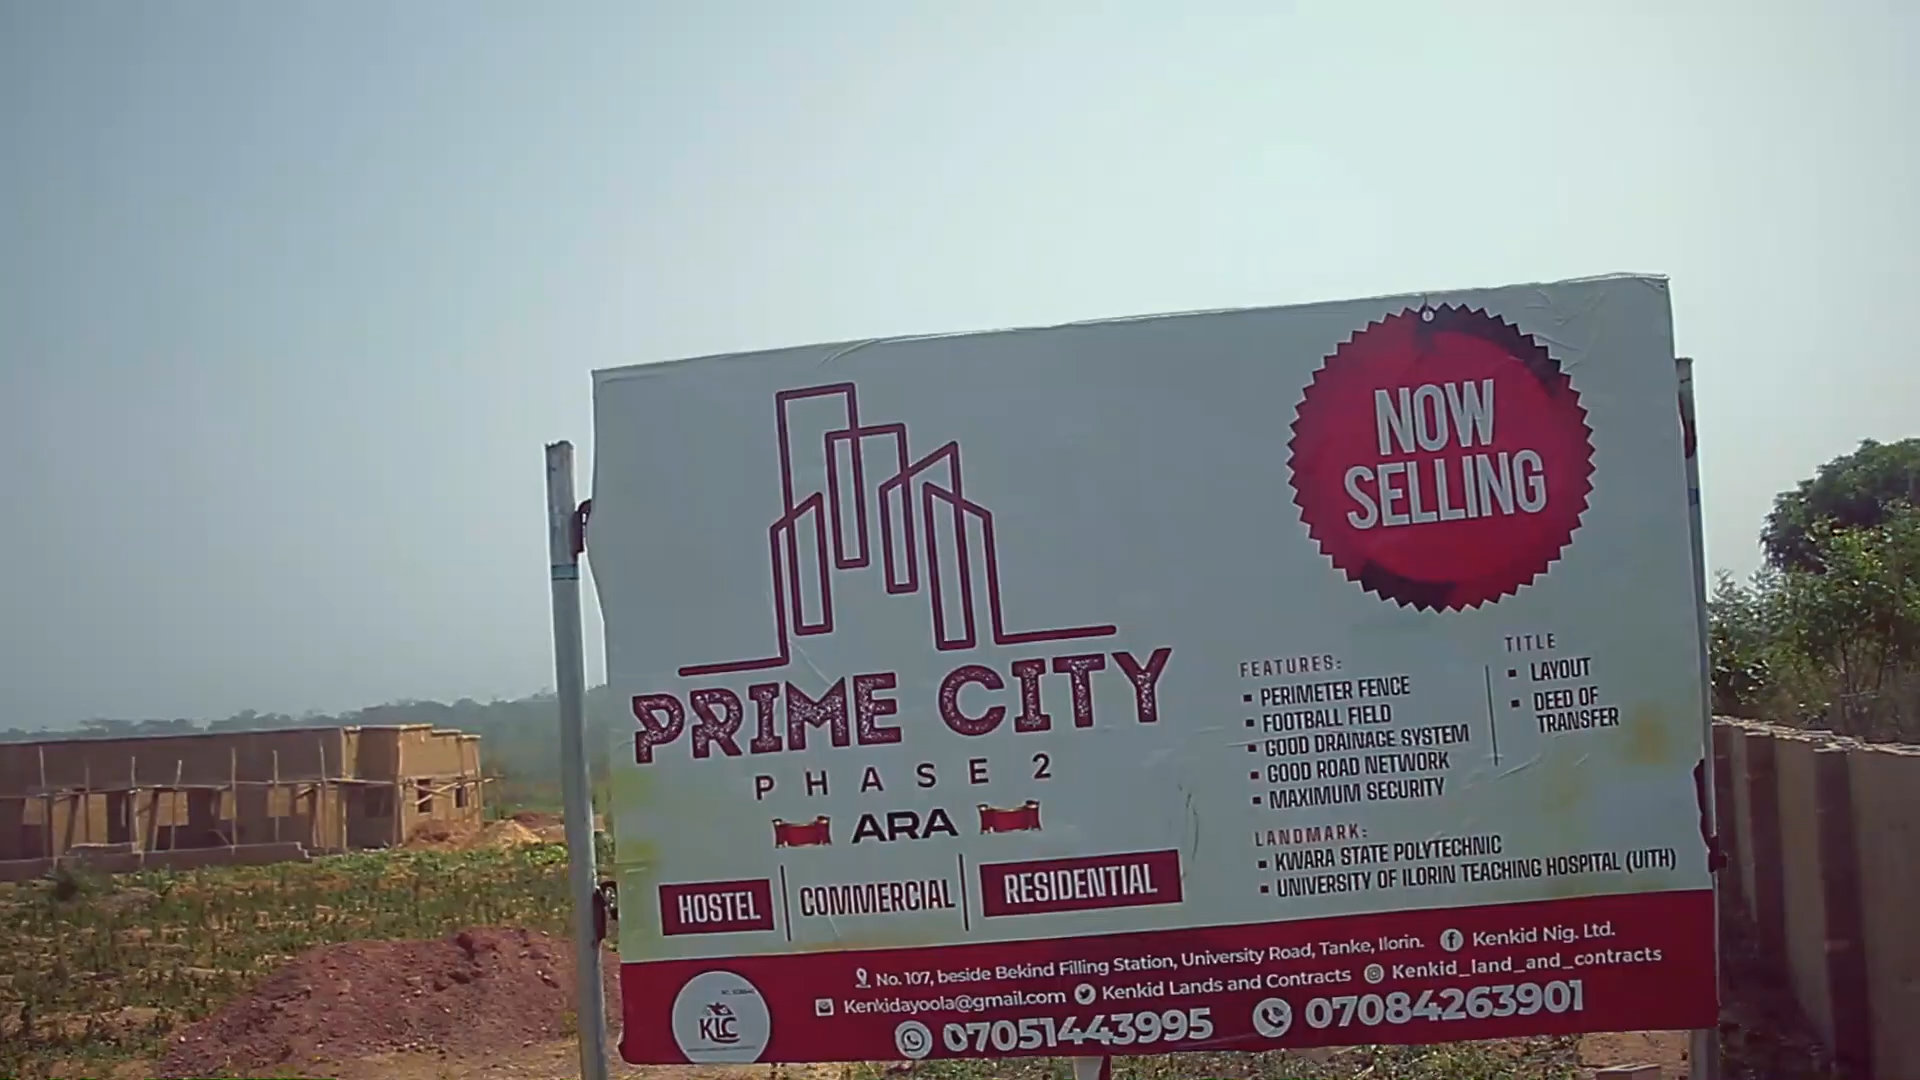 NOW
SELLING
PRIME CITY
PHASE 2
ARA
HOSTEL
COMMERCIAL
RESIDENTIAL
FEATURES:
▪ PERIMETER FENCE
▪ FOOTBALL FIELD
▪ GOOD DRAINAGE SYSTEM
▪ GOOD ROAD NETWORK
▪ MAXIMUM SECURITY
TITLE
▪ LAYOUT
▪ DEED OF
TRANSFER
LANDMARK:
▪ KWARA STATE POLYTECHNIC
▪ UNIVERSITY OF ILORIN TEACHING HOSPITAL (UITH)
KLC
No. 107, beside Bekind Filling Station, University Road, Tanke, Ilorin. Kenkid Nig. Ltd.
Kenkidayoola@gmail.com Kenkid Lands and Contracts Kenkid_land_and_contracts
07051443995 07084263901